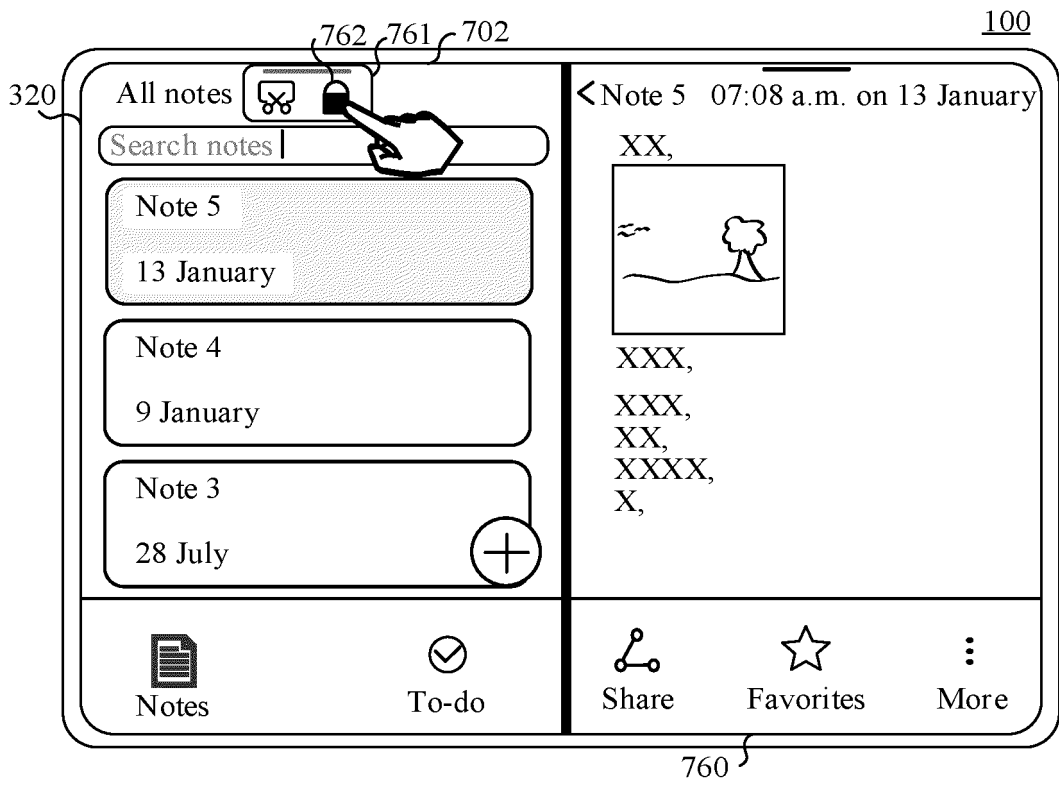 100
762 761 702
320
All notes
Search notes
Note 5
13 January
Note 4
9 January
Note 3
28 July
Notes To-do
<Note 5 07:08 a.m. on 13 January
XX,
XXX,
XXX,
XX,
XXXX,
X,
Share Favorites More
760